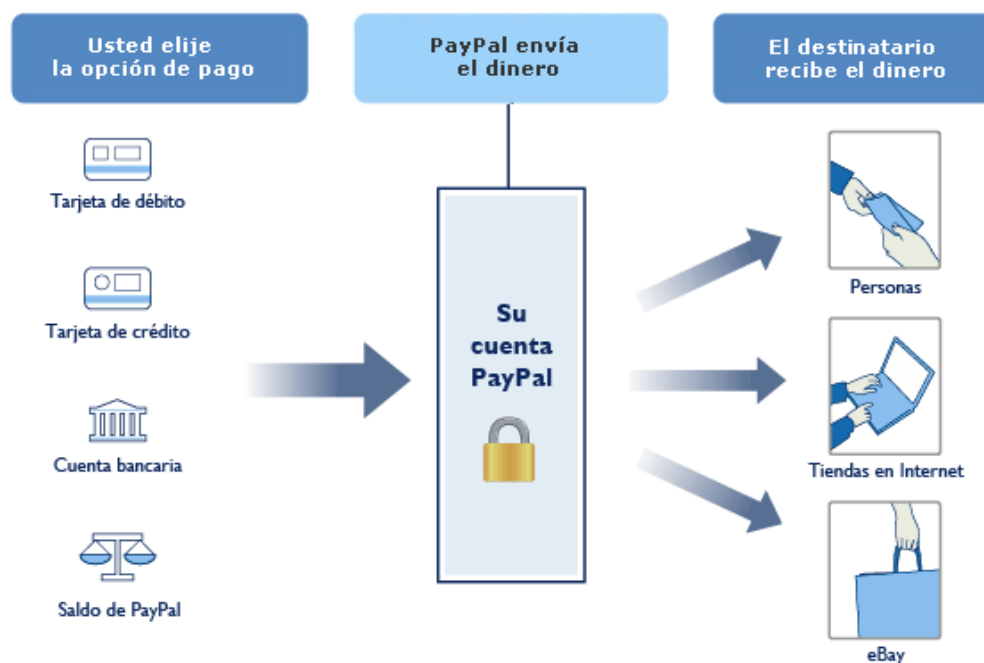 Usted elije
la opción de pago
PayPal envía
el dinero
El destinatario
recibe el dinero
Tarjeta de débito
Tarjeta de crédito
Cuenta bancaria
Saldo de PayPal
Su
cuenta
PayPal
Personas
Tiendas en Internet
eBay